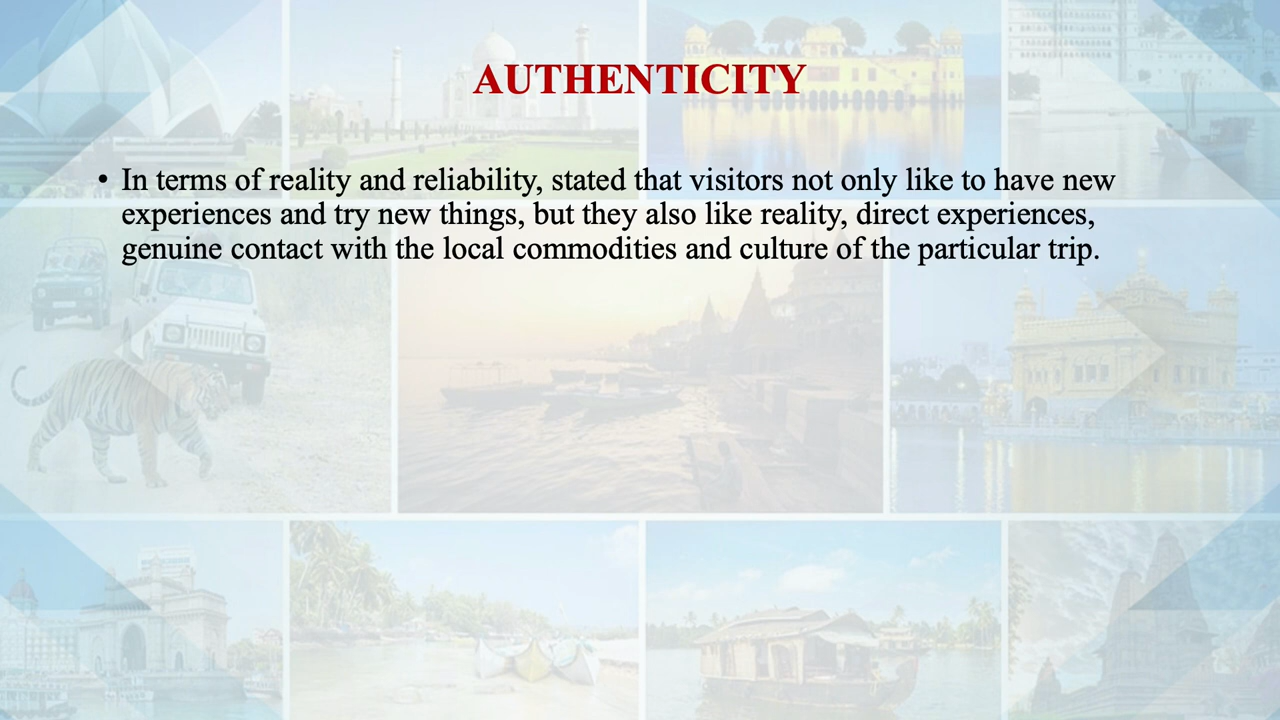 AUTHENTICITY
• In terms of reality and reliability, stated that visitors not only like to have new
experiences and try new things, but they also like reality, direct experiences,
genuine contact with the local commodities and culture of the particular trip.